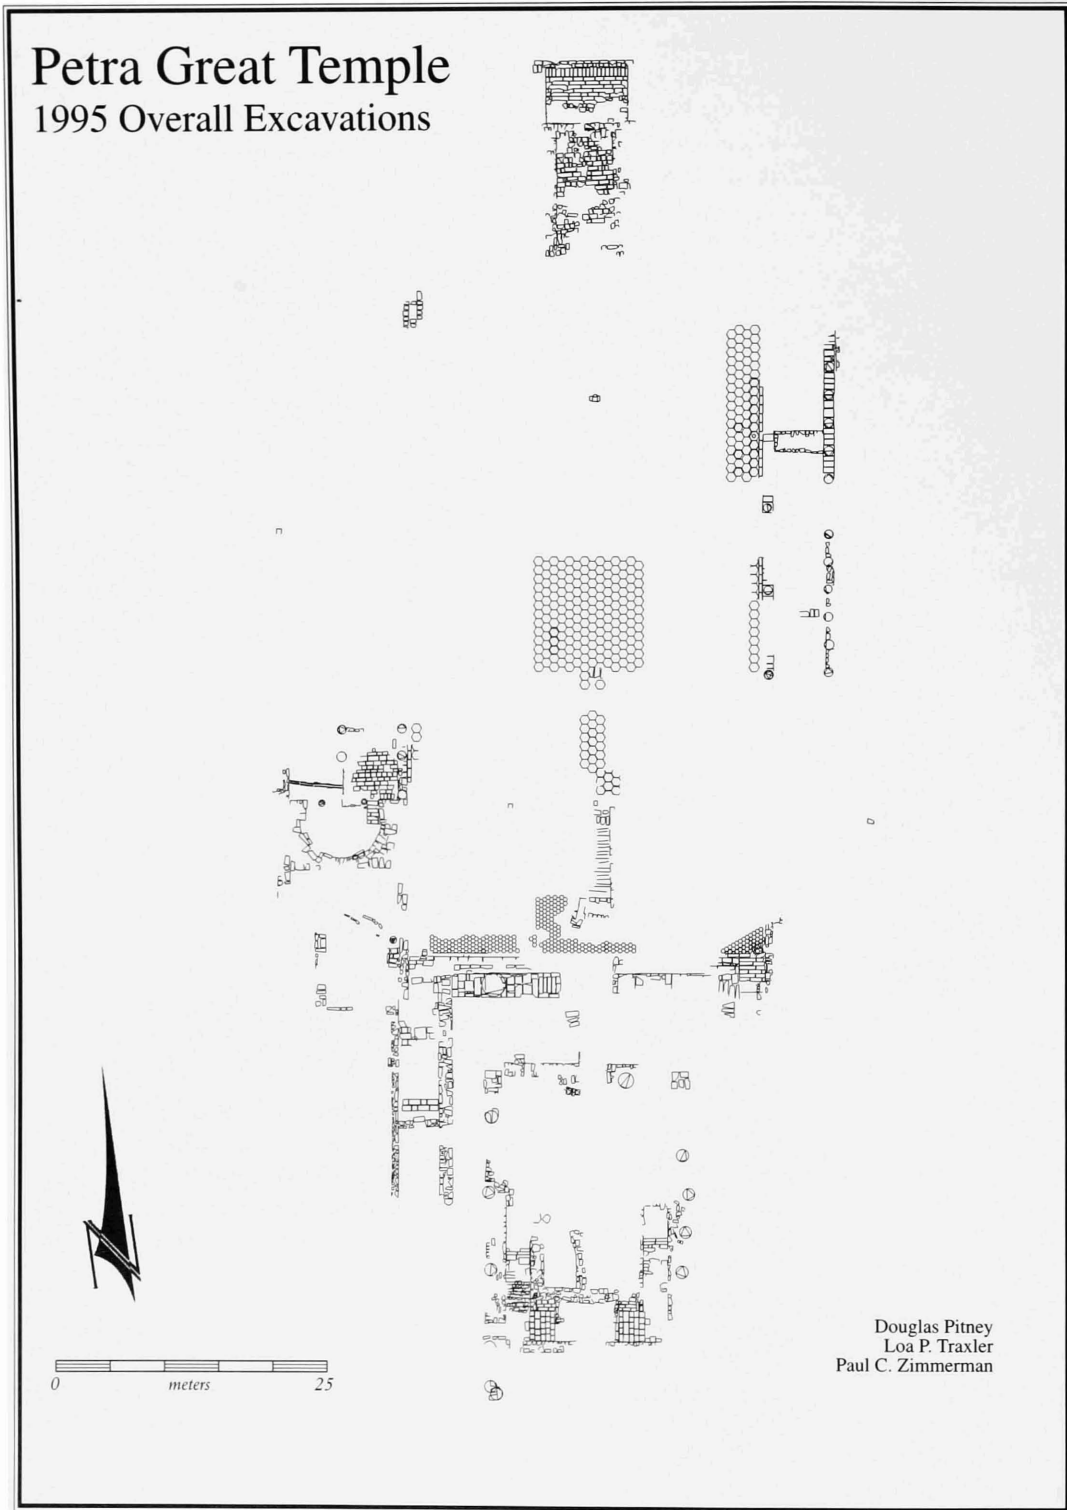 Petra Great Temple
1995 Overall Excavations
N
Douglas Pitney
Loa P. Traxler
Paul C. Zimmerman
0 meters 25